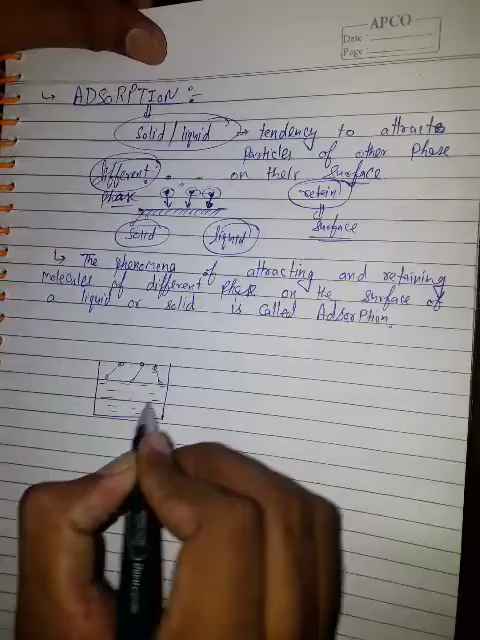 APCO
Date :
Page :
ADSORPTION :-
Solid / liquid → tendency to attracts
particles of other Phase
on their surface
different
phase
retain
surface
solid
liquid
The phenomena of attracting and retaining
molecules of different phase on the surface of
a liquid or solid is called Adsorption.